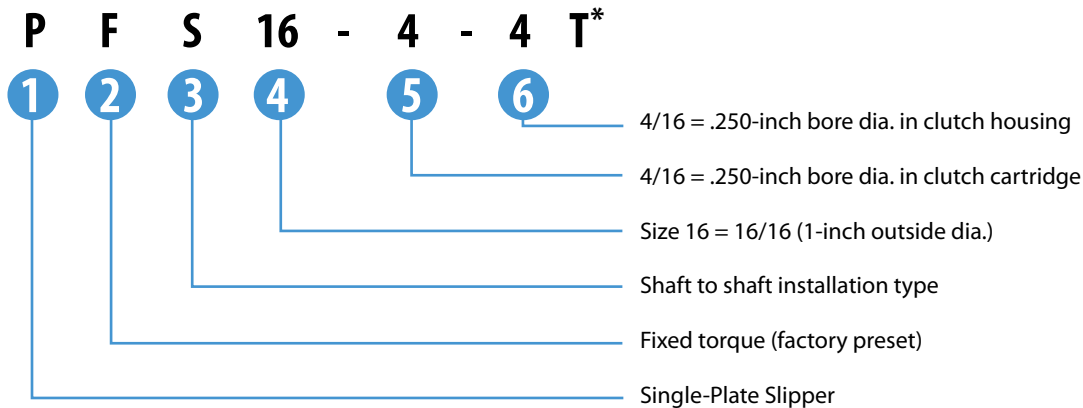 P F S 16 - 4 - 4 T*
1 2 3 4 5 6
4/16 = .250-inch bore dia. in clutch housing
4/16 = .250-inch bore dia. in clutch cartridge
Size 16 = 16/16 (1-inch outside dia.)
Shaft to shaft installation type
Fixed torque (factory preset)
Single-Plate Slipper